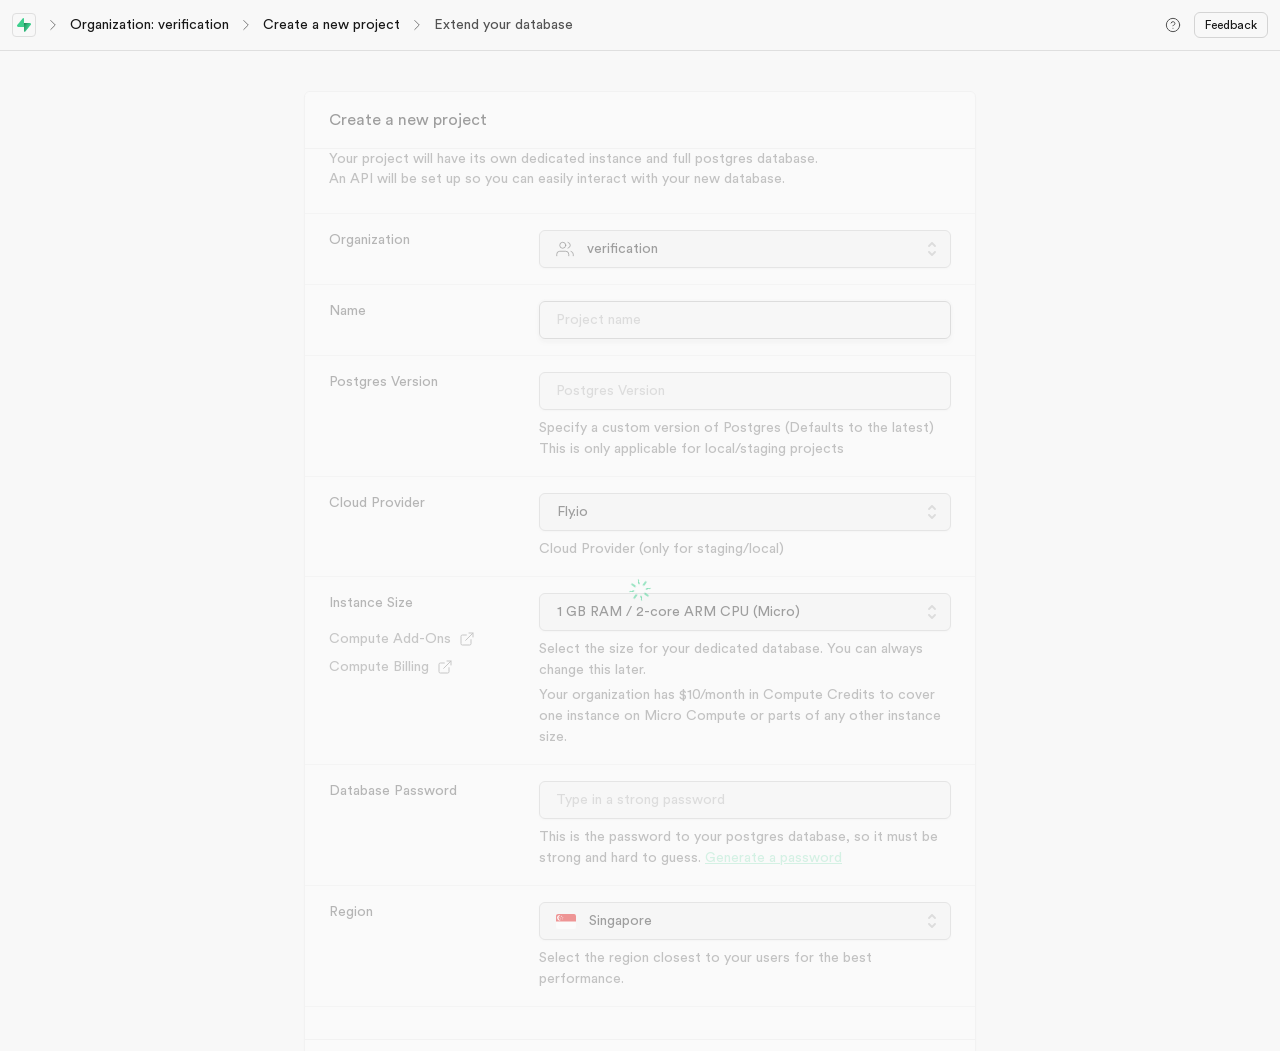 Organization: verification
Create a new project
Extend your database
Feedback
Create a new project
Your project will have its own dedicated instance and full postgres database.
An API will be set up so you can easily interact with your new database.
Organization
verification
Name
Project name
Postgres Version
Postgres Version
Specify a custom version of Postgres (Defaults to the latest)
This is only applicable for local/staging projects
Cloud Provider
Fly.io
Cloud Provider (only for staging/local)
Instance Size
1 GB RAM / 2-core ARM CPU (Micro)
Compute Add-Ons
Compute Billing
Select the size for your dedicated database. You can always
change this later.
Your organization has $10/month in Compute Credits to cover
one instance on Micro Compute or parts of any other instance
size.
Database Password
Type in a strong password
This is the password to your postgres database, so it must be
strong and hard to guess. Generate a password
Region
Singapore
Select the region closest to your users for the best
performance.